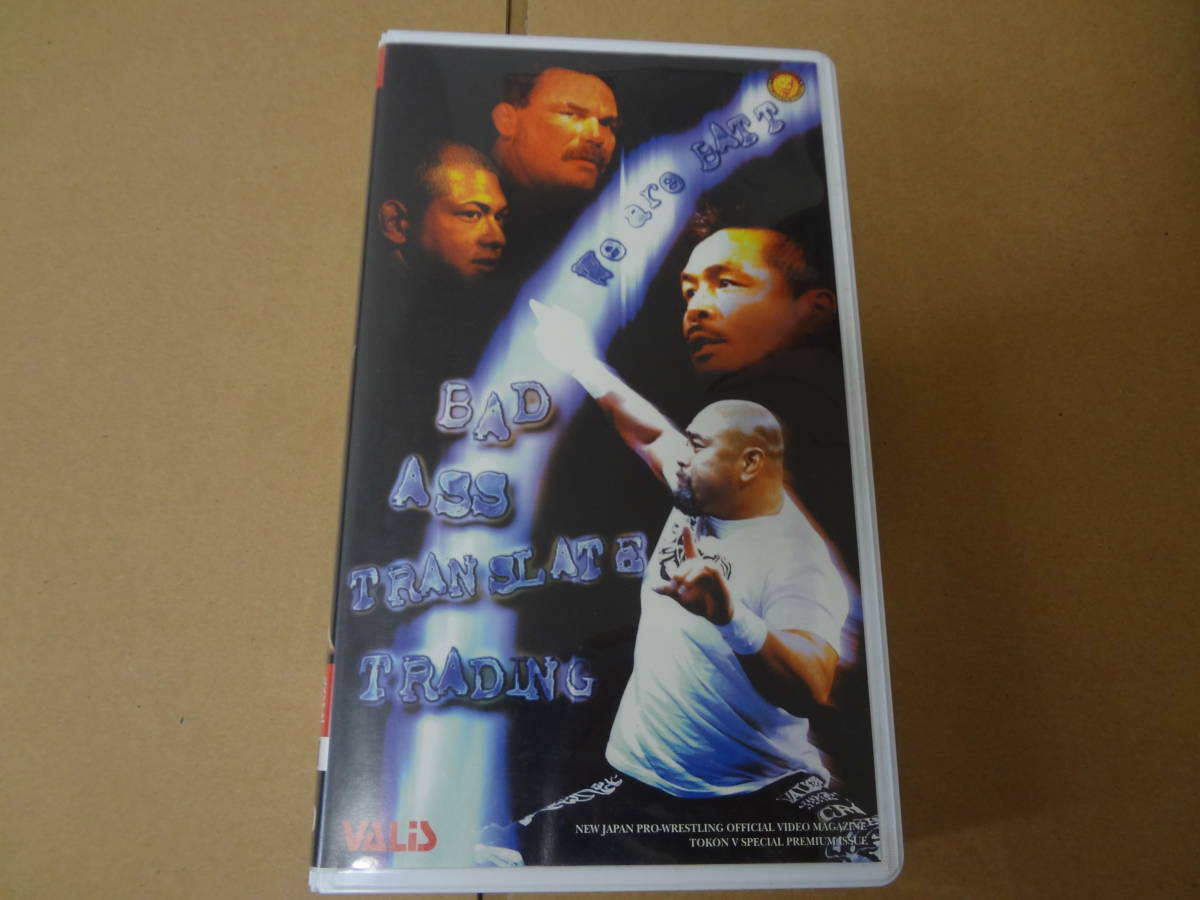 We are BATT
BAD
ASS
TRANSLATE
TRADING
VALiS
NEW JAPAN PRO-WRESTLING OFFICIAL VIDEO MAGAZINE
TOKON V SPECIAL PREMIUM ISSUE